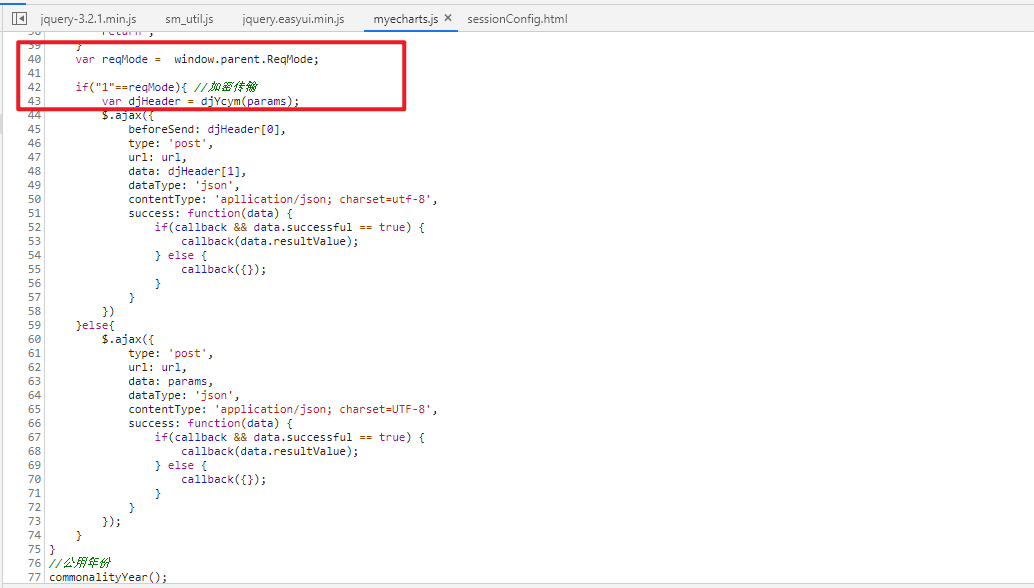 jquery-3.2.1.min.js sm_util.js jquery.easyui.min.js myecharts.js × sessionConfig.html
38 return ;
39 }
40 var reqMode = window.parent.ReqMode;
41
42 if("1"==reqMode){ //加密传输
43 var djHeader = djYcym(params);
44 $.ajax({
45 beforeSend: djHeader[0],
46 type: 'post',
47 url: url,
48 data: djHeader[1],
49 dataType: 'json',
50 contentType: 'apllication/json; charset=utf-8',
51 success: function(data) {
52 if(callback && data.successful == true) {
53 callback(data.resultValue);
54 } else {
55 callback({});
56 }
57 }
58 })
59 }else{
60 $.ajax({
61 type: 'post',
62 url: url,
63 data: params,
64 dataType: 'json',
65 contentType: 'application/json; charset=UTF-8',
66 success: function(data) {
67 if(callback && data.successful == true) {
68 callback(data.resultValue);
69 } else {
70 callback({});
71 }
72 }
73 });
74 }
75 }
76 //公用年份
77 commonalityYear();